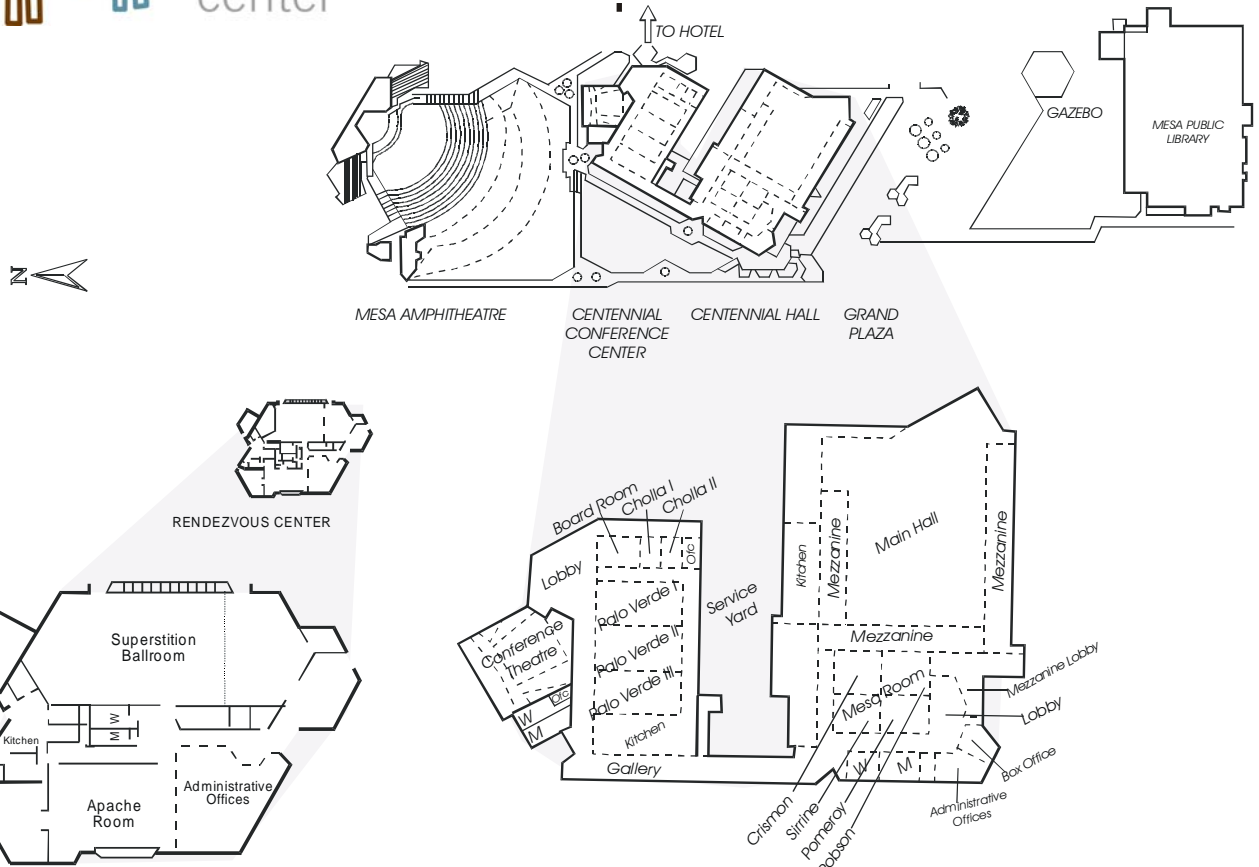 center
TO HOTEL
GAZEBO
MESA PUBLIC
LIBRARY
N
MESA AMPHITHEATRE
CENTENNIAL
CONFERENCE
CENTER
CENTENNIAL HALL
GRAND
PLAZA
RENDEZVOUS CENTER
Superstition
Ballroom
W
M
Kitchen
Apache
Room
Administrative
Offices
Board Room
Cholla I
Cholla II
Ofc
Lobby
Palo Verde I
Palo Verde II
Palo Verde III
Conference
Theatre
Ofc
W
M
Kitchen
Gallery
Service
Yard
Kitchen
Mezzanine
Main Hall
Mezzanine
Mezzanine
Mesa Room
Mezzanine Lobby
Lobby
Box Office
Administrative
Offices
W
M
Crismon
Sirrine
Pomeroy